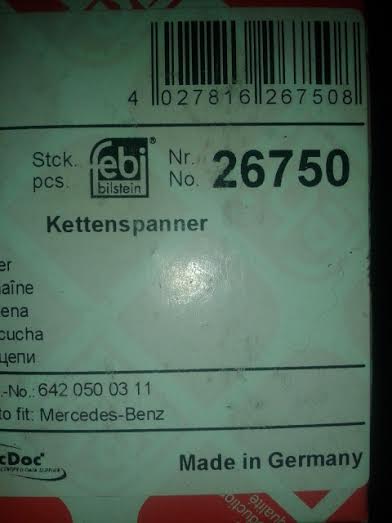 4 027816 267508
Stck. febi® Nr.
pcs. bilstein No. 26750
Kettenspanner
er
aîne
ena
cucha
цепи
.-No.: 642 050 03 11
to fit: Mercedes-Benz
cDoc®
Made in Germany
qualité